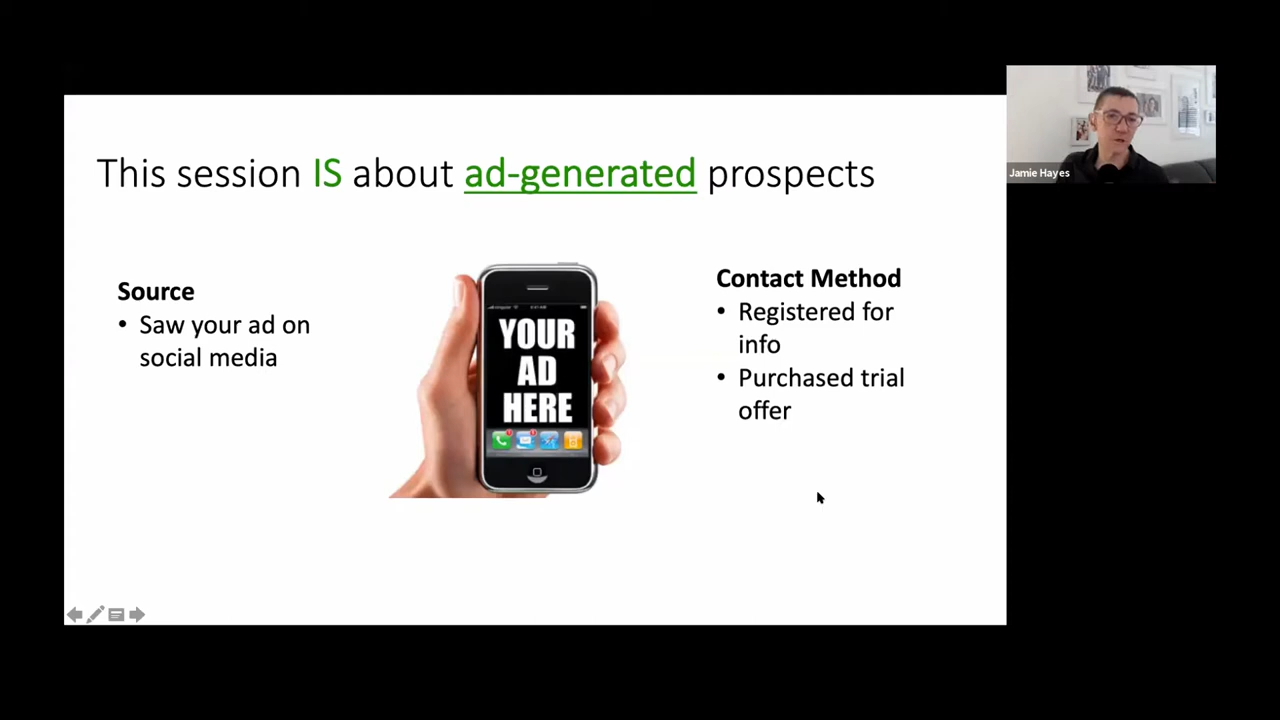 This session IS about ad-generated prospects
Source
• Saw your ad on
social media
YOUR
AD
HERE
Contact Method
• Registered for
info
• Purchased trial
offer
Jamie Hayes